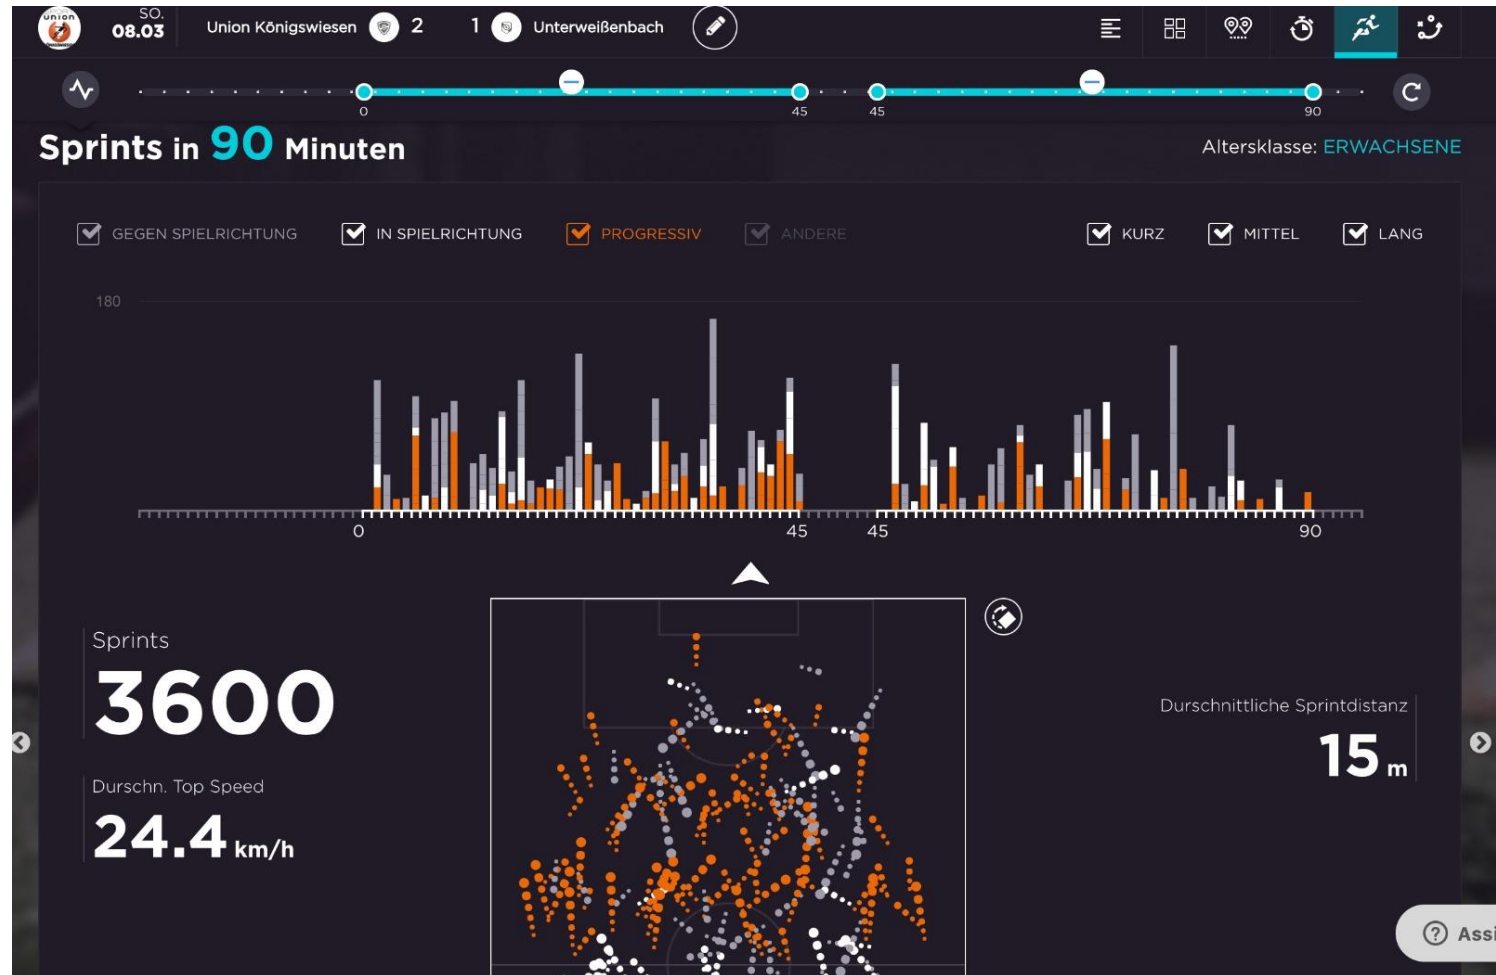 union
SO.
08.03
Union Königswiesen 2 1 Unterweißenbach
0 45 45 90
Sprints in 90 Minuten
Altersklasse: ERWACHSENE
GEGEN SPIELRICHTUNG IN SPIELRICHTUNG PROGRESSIV ANDERE KURZ MITTEL LANG
180
0 45 45 90
Sprints
3600
Durschn. Top Speed
24.4 km/h
Durschnittliche Sprintdistanz
15 m
? Assi